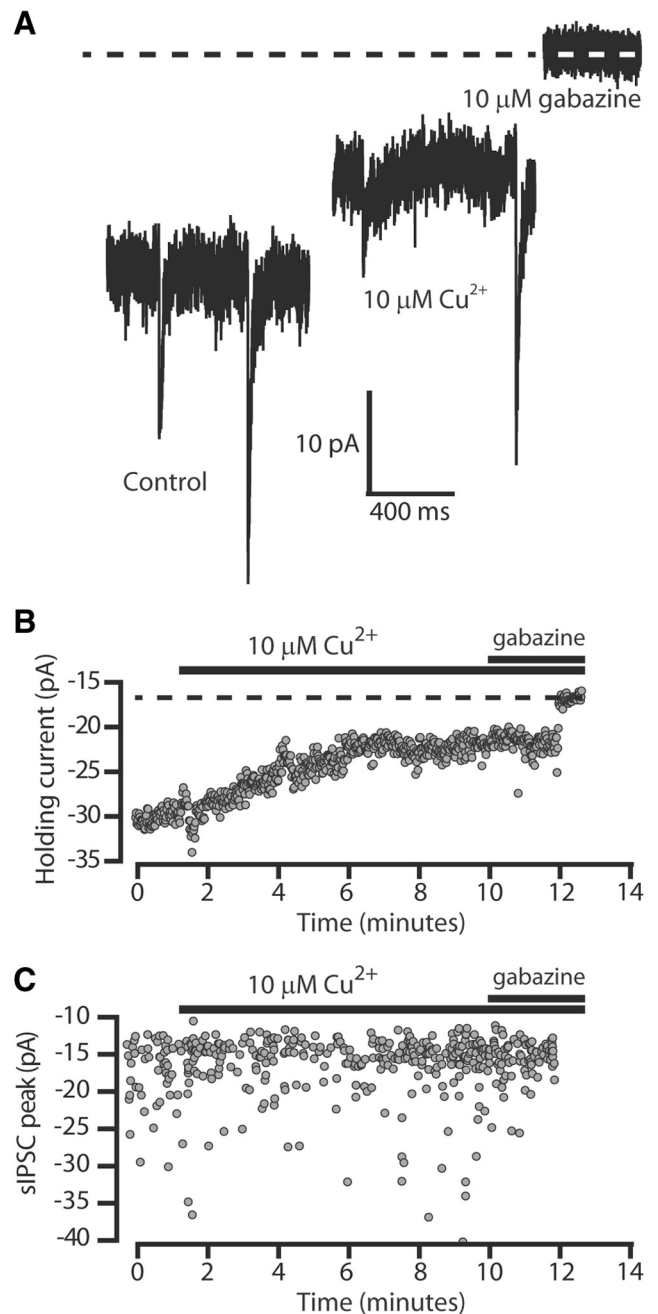 A
10 μM gabazine
10 μM Cu²⁺
Control
10 pA
400 ms
B
10 μM Cu²⁺
gabazine
Holding current (pA)
-15
-20
-25
-30
-35
0 2 4 6 8 10 12 14
Time (minutes)
C
10 μM Cu²⁺
gabazine
sIPSC peak (pA)
-10
-15
-20
-25
-30
-35
-40
0 2 4 6 8 10 12 14
Time (minutes)